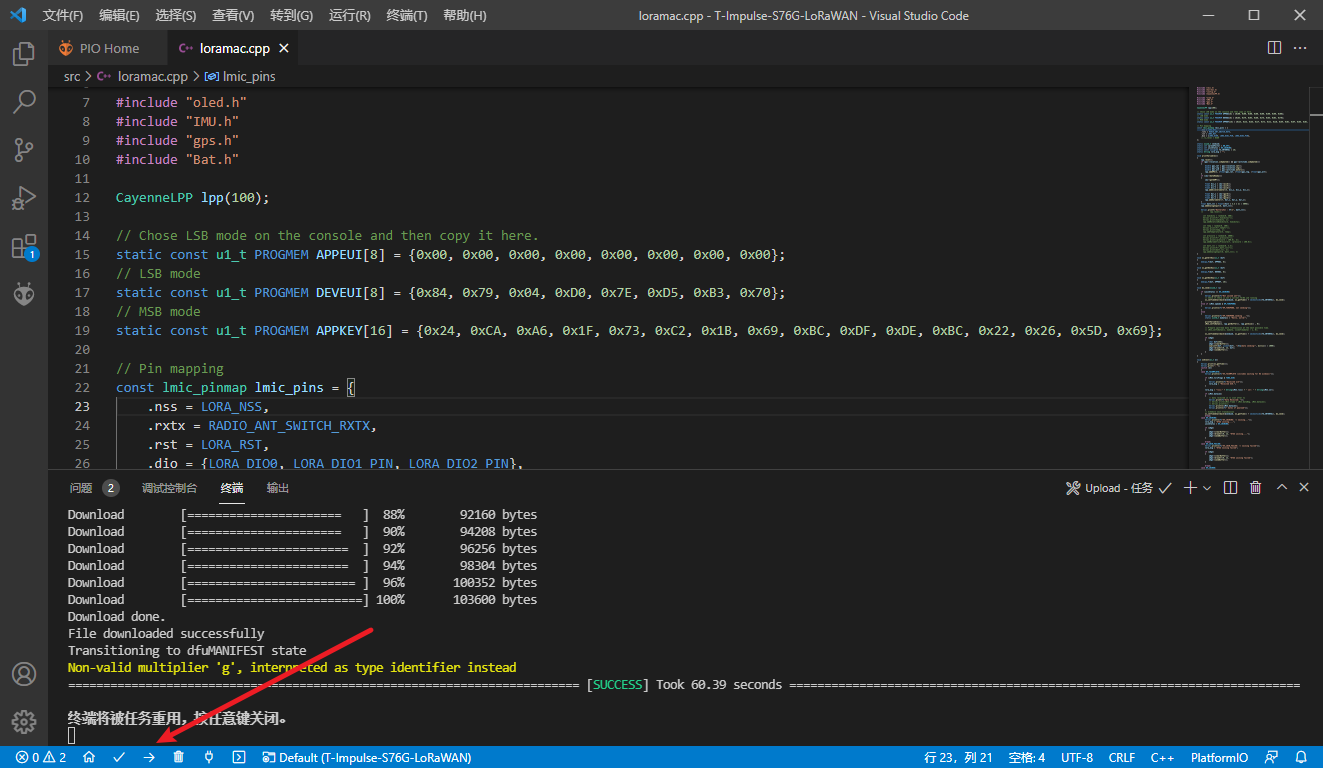 文件(F) 编辑(E) 选择(S) 查看(V) 转到(G) 运行(R) 终端(T) 帮助(H) loramac.cpp - T-Impulse-S76G-LoRaWAN - Visual Studio Code
PIO Home C++ loramac.cpp
src > C++ loramac.cpp > lmic_pins
7 #include "oled.h"
8 #include "IMU.h"
9 #include "gps.h"
10 #include "Bat.h"
11
12 CayenneLPP lpp(100);
13
14 // Chose LSB mode on the console and then copy it here.
15 static const u1_t PROGMEM APPEUI[8] = {0x00, 0x00, 0x00, 0x00, 0x00, 0x00, 0x00, 0x00};
16 // LSB mode
17 static const u1_t PROGMEM DEVEUI[8] = {0x84, 0x79, 0x04, 0xD0, 0x7E, 0xD5, 0xB3, 0x70};
18 // MSB mode
19 static const u1_t PROGMEM APPKEY[16] = {0x24, 0xCA, 0xA6, 0x1F, 0x73, 0xC2, 0x1B, 0x69, 0xBC, 0xDF, 0xDE, 0xBC, 0x22, 0x26, 0x5D, 0x69};
20
21 // Pin mapping
22 const lmic_pinmap lmic_pins = {
23 .nss = LORA_NSS,
24 .rxtx = RADIO_ANT_SWITCH_RXTX,
25 .rst = LORA_RST,
26 .dio = {LORA_DIO0, LORA_DIO1_PIN, LORA_DIO2_PIN},
问题 2 调试控制台 终端 输出 Upload - 任务
Download [====================== ] 88% 92160 bytes
Download [====================== ] 90% 94208 bytes
Download [======================= ] 92% 96256 bytes
Download [======================= ] 94% 98304 bytes
Download [======================== ] 96% 100352 bytes
Download [=========================] 100% 103600 bytes
Download done.
File downloaded successfully
Transitioning to dfuMANIFEST state
Non-valid multiplier 'g', interpreted as type identifier instead
========================================================================= [SUCCESS] Took 60.39 seconds =========================================================================
终端将被任务重用，按任意键关闭。
0 2 Default (T-Impulse-S76G-LoRaWAN) 行 23，列 21 空格: 4 UTF-8 CRLF C++ PlatformIO
1